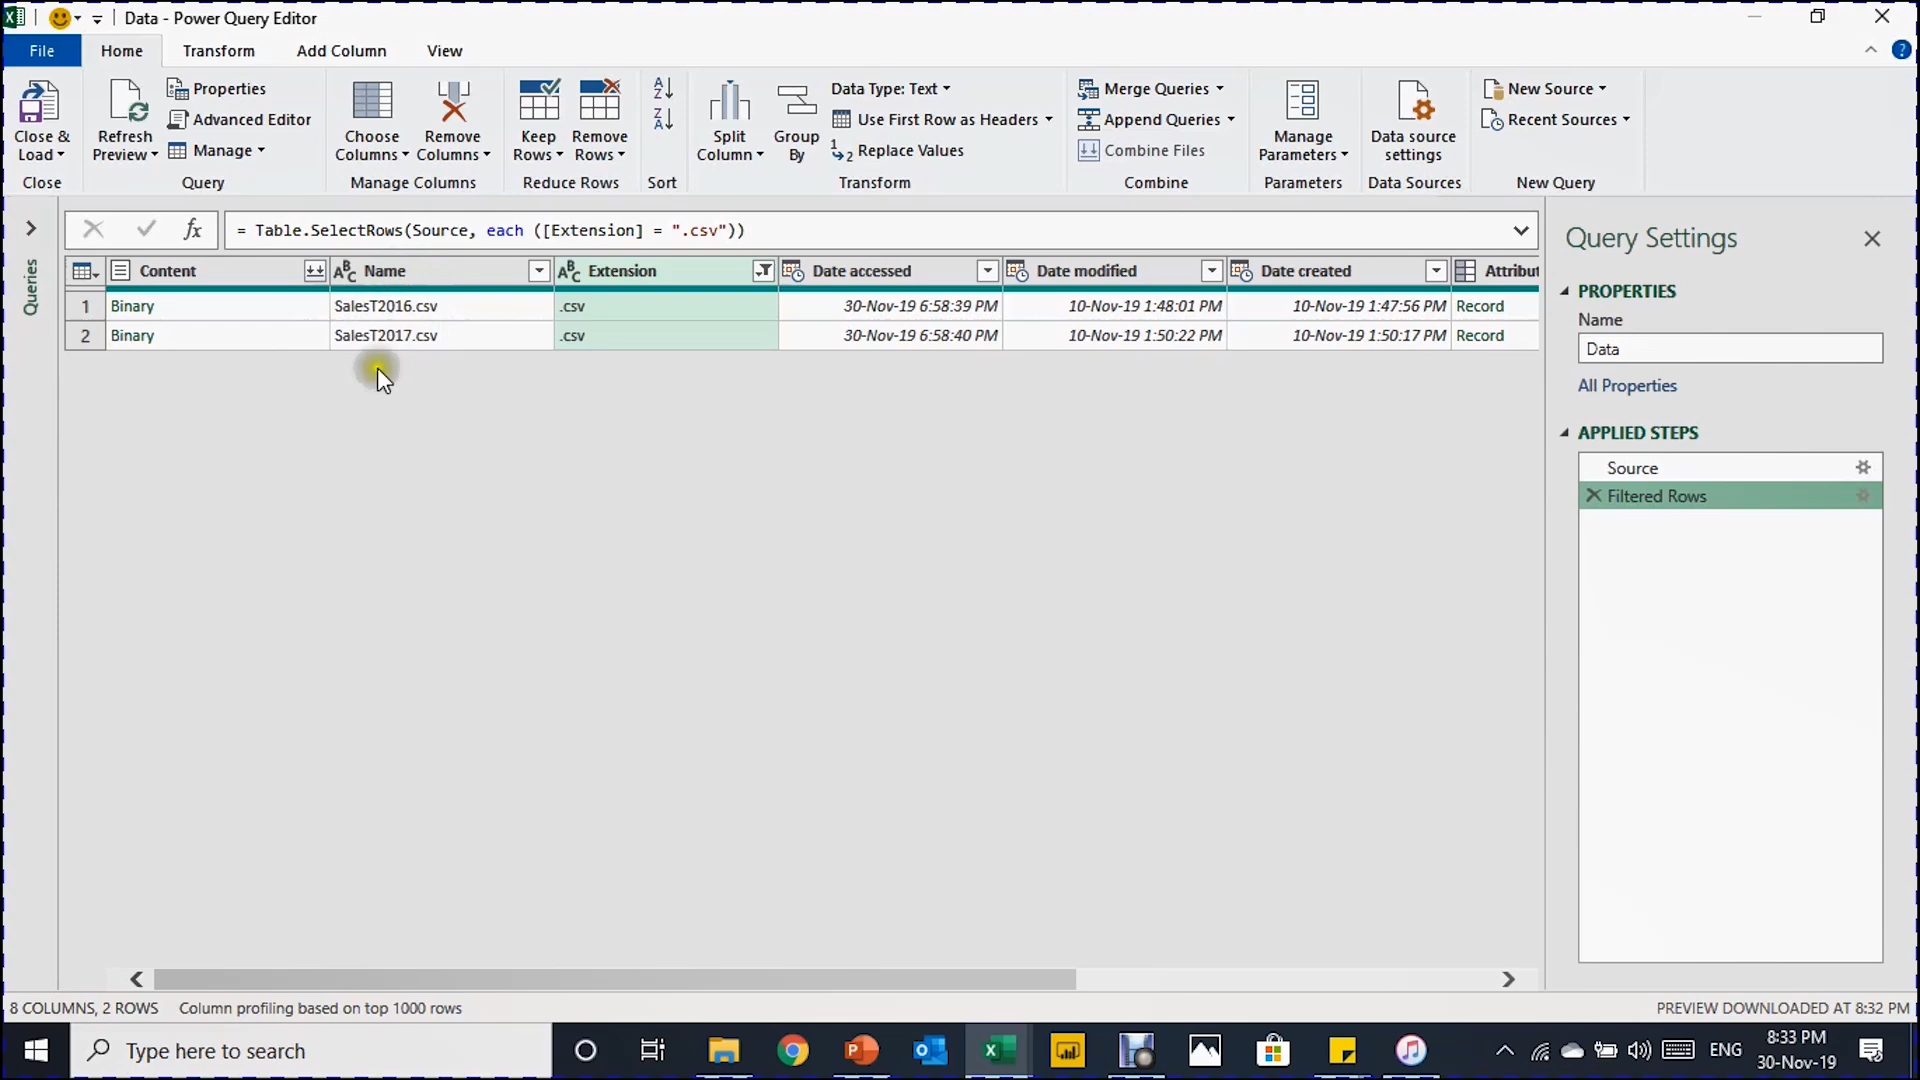 Data - Power Query Editor
File Home Transform Add Column View
Close & Load
Close
Refresh Preview
Properties
Advanced Editor
Manage
Query
Choose Columns
Remove Columns
Manage Columns
Keep Rows
Remove Rows
Reduce Rows
Sort
Split Column
Group By
Data Type: Text
Use First Row as Headers
Replace Values
Transform
Merge Queries
Append Queries
Combine Files
Combine
Manage Parameters
Parameters
Data source settings
Data Sources
New Source
Recent Sources
New Query
Queries
fx = Table.SelectRows(Source, each ([Extension] = ".csv"))
Content Name Extension Date accessed Date modified Date created Attribut
1 Binary SalesT2016.csv .csv 30-Nov-19 6:58:39 PM 10-Nov-19 1:48:01 PM 10-Nov-19 1:47:56 PM Record
2 Binary SalesT2017.csv .csv 30-Nov-19 6:58:40 PM 10-Nov-19 1:50:22 PM 10-Nov-19 1:50:17 PM Record
Query Settings
PROPERTIES
Name
Data
All Properties
APPLIED STEPS
Source
Filtered Rows
8 COLUMNS, 2 ROWS Column profiling based on top 1000 rows
PREVIEW DOWNLOADED AT 8:32 PM
Type here to search
ENG
8:33 PM
30-Nov-19